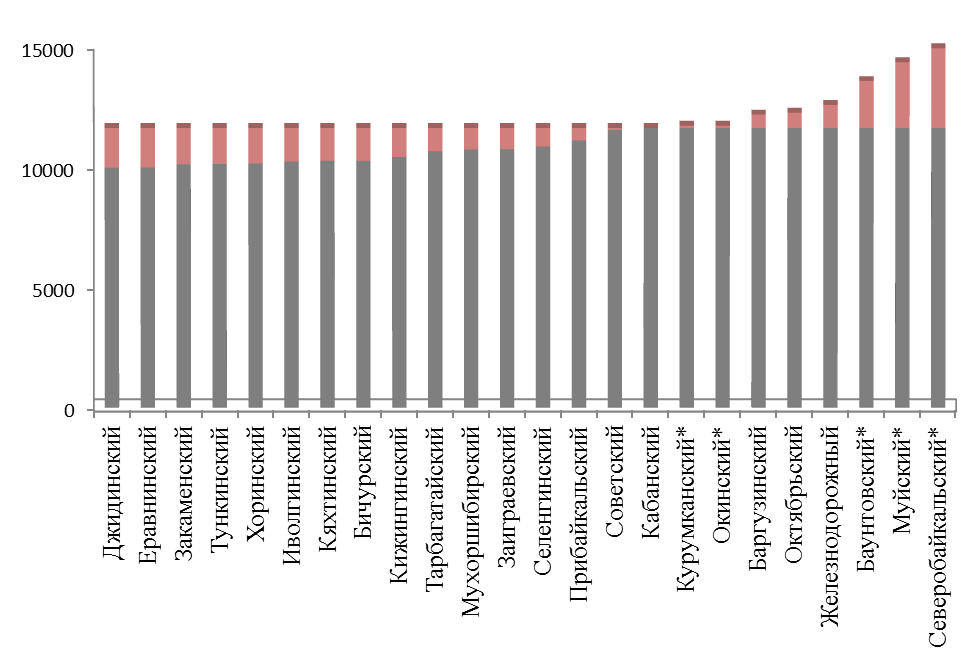 15000
10000
5000
0
Джидинский
Еравнинский
Закаменский
Тункинский
Хоринский
Иволгинский
Кяхтинский
Бичурский
Кижингинский
Тарбагатайский
Мухоршибирский
Заиграевский
Селенгинский
Прибайкальский
Советский
Кабанский
Курумканский*
Окинский*
Баргузинский
Октябрьский
Железнодорожный
Баунтовский*
Муйский*
Северобайкальский*